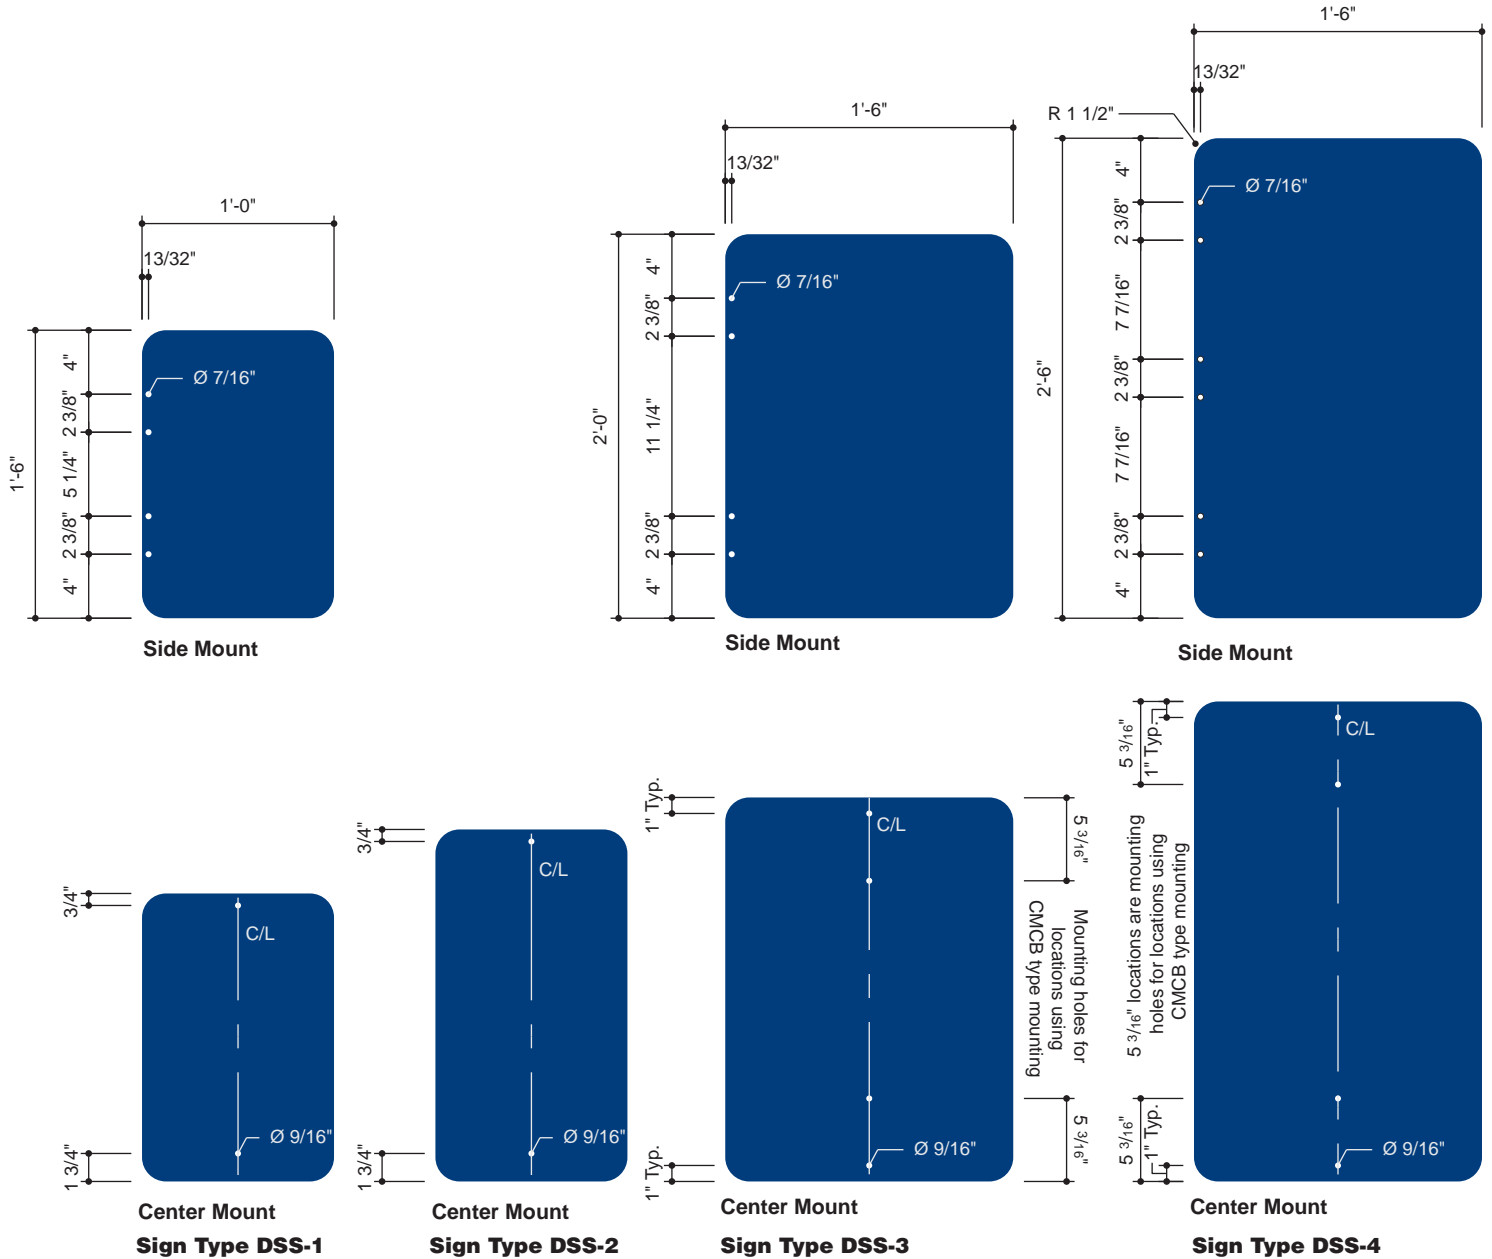 1'-0"
13/32"
Ø 7/16"
1'-6"
4"
2 3/8"
5 1/4"
2 3/8"
4"
Side Mount
1'-6"
13/32"
Ø 7/16"
2'-0"
4"
2 3/8"
11 1/4"
2 3/8"
4"
Side Mount
1'-6"
13/32"
R 1 1/2"
Ø 7/16"
2'-6"
4"
2 3/8"
7 7/16"
2 3/8"
7 7/16"
2 3/8"
4"
Side Mount
3/4"
C/L
Ø 9/16"
1 3/4"
Center Mount
Sign Type DSS-1
3/4"
C/L
Ø 9/16"
1 3/4"
Center Mount
Sign Type DSS-2
1" Typ.
C/L
5 3/16"
Mounting holes for
locations using
CMCB type mounting
5 3/16"
Ø 9/16"
1" Typ.
Center Mount
Sign Type DSS-3
5 3/16"
1" Typ.
C/L
5 3/16" locations are mounting
holes for locations using
CMCB type mounting
5 3/16"
1" Typ.
Ø 9/16"
Center Mount
Sign Type DSS-4